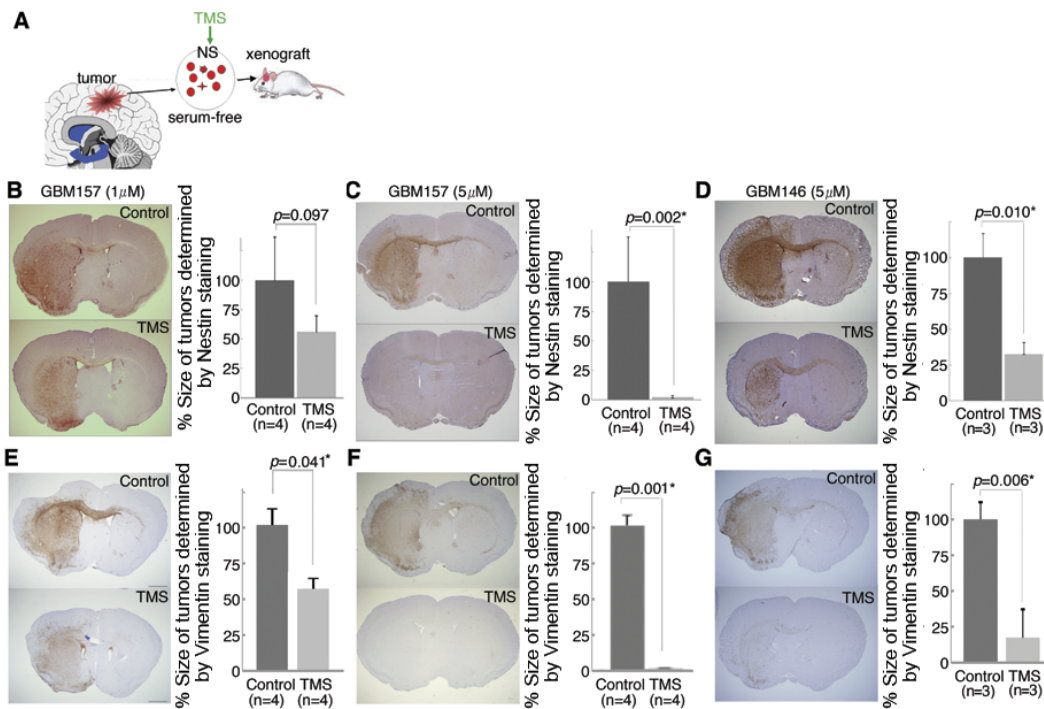 A
TMS
NS
xenograft
tumor
serum-free
B
GBM157 (1μM)
Control
TMS
% Size of tumors determined
by Nestin staining
p=0.097
100
75
50
25
0
Control
(n=4)
TMS
(n=4)
C
GBM157 (5μM)
Control
TMS
% Size of tumors determined
by Nestin staining
p=0.002*
100
75
50
25
0
Control
(n=4)
TMS
(n=4)
D
GBM146 (5μM)
Control
TMS
% Size of tumors determined
by Nestin staining
p=0.010*
100
75
50
25
0
Control
(n=3)
TMS
(n=3)
E
Control
TMS
% Size of tumors determined
by Vimentin staining
p=0.041*
100
75
50
25
0
Control
(n=4)
TMS
(n=4)
F
Control
TMS
% Size of tumors determined
by Vimentin staining
p=0.001*
100
75
50
25
0
Control
(n=4)
TMS
(n=4)
G
Control
TMS
% Size of tumors determined
by Vimentin staining
p=0.006*
100
75
50
25
0
Control
(n=3)
TMS
(n=3)